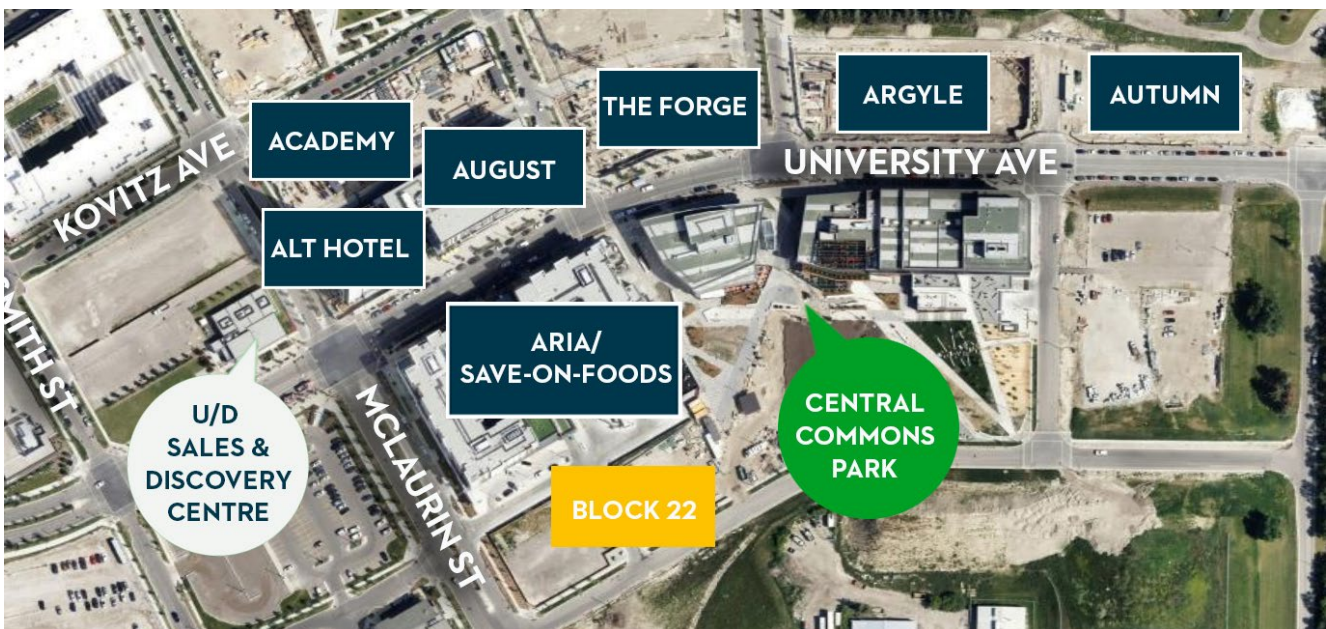 THE FORGE
ARGYLE
AUTUMN
ACADEMY
AUGUST
UNIVERSITY AVE
KOVITZ AVE
ALT HOTEL
SMITH ST
ARIA/
SAVE-ON-FOODS
MCLAURIN ST
U/D
SALES &
DISCOVERY
CENTRE
CENTRAL
COMMONS
PARK
BLOCK 22